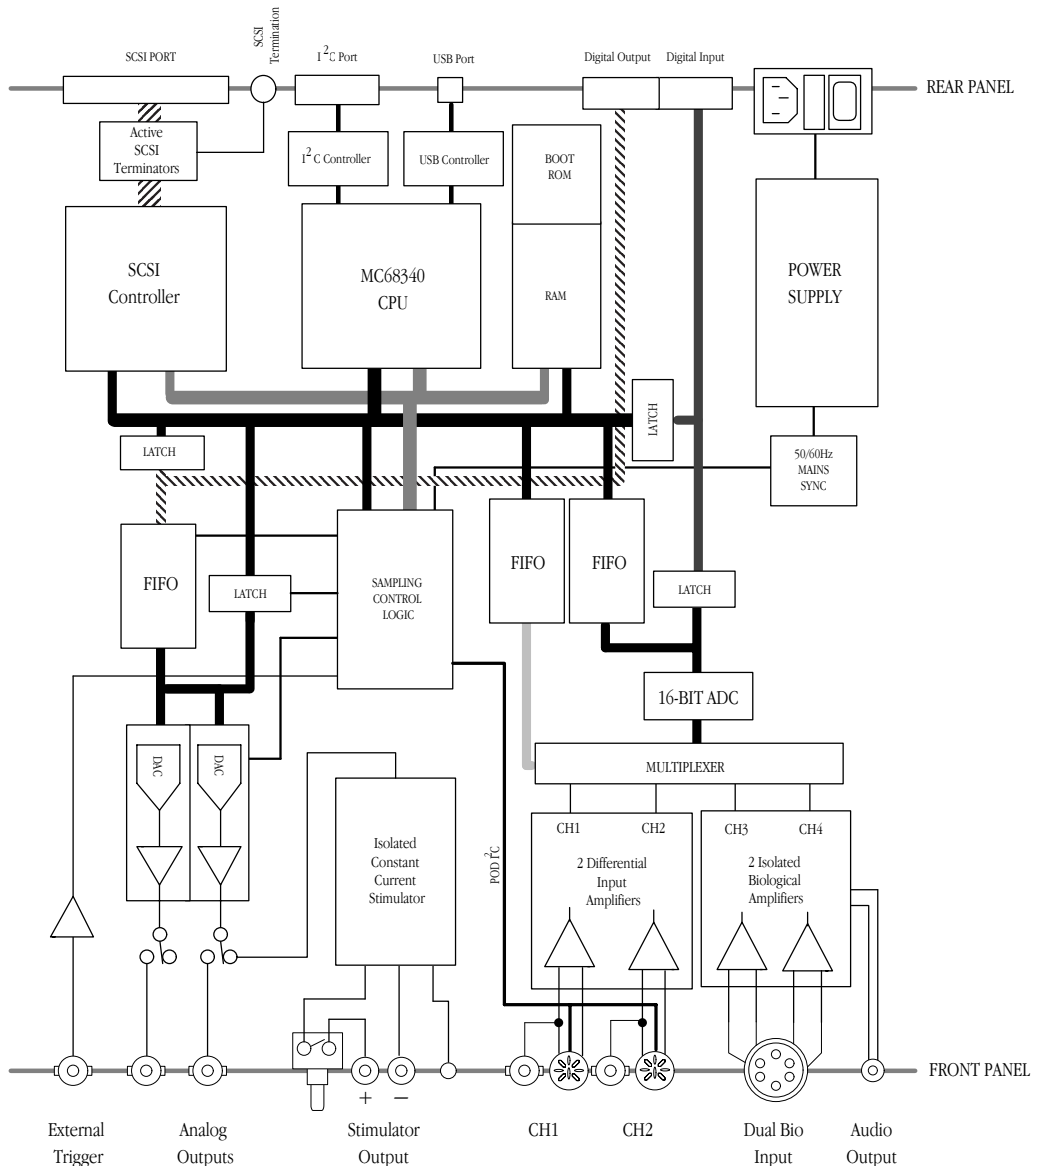 SCSI
Termination
SCSI PORT
I2C Port
USB Port
Digital Output
Digital Input
REAR PANEL
Active
SCSI
Terminators
I2C Controller
USB Controller
BOOT
ROM
SCSI
Controller
MC68340
CPU
RAM
POWER
SUPPLY
LATCH
LATCH
50/60Hz
MAINS
SYNC
FIFO
LATCH
SAMPLING
CONTROL
LOGIC
FIFO
FIFO
LATCH
16-BIT ADC
DAC
DAC
MULTIPLEXER
CH1
CH2
CH3
CH4
Isolated
Constant
Current
Stimulator
POD I2C
2 Differential
Input
Amplifiers
2 Isolated
Biological
Amplifiers
FRONT PANEL
+
−
External
Trigger
Analog
Outputs
Stimulator
Output
CH1
CH2
Dual Bio
Input
Audio
Output